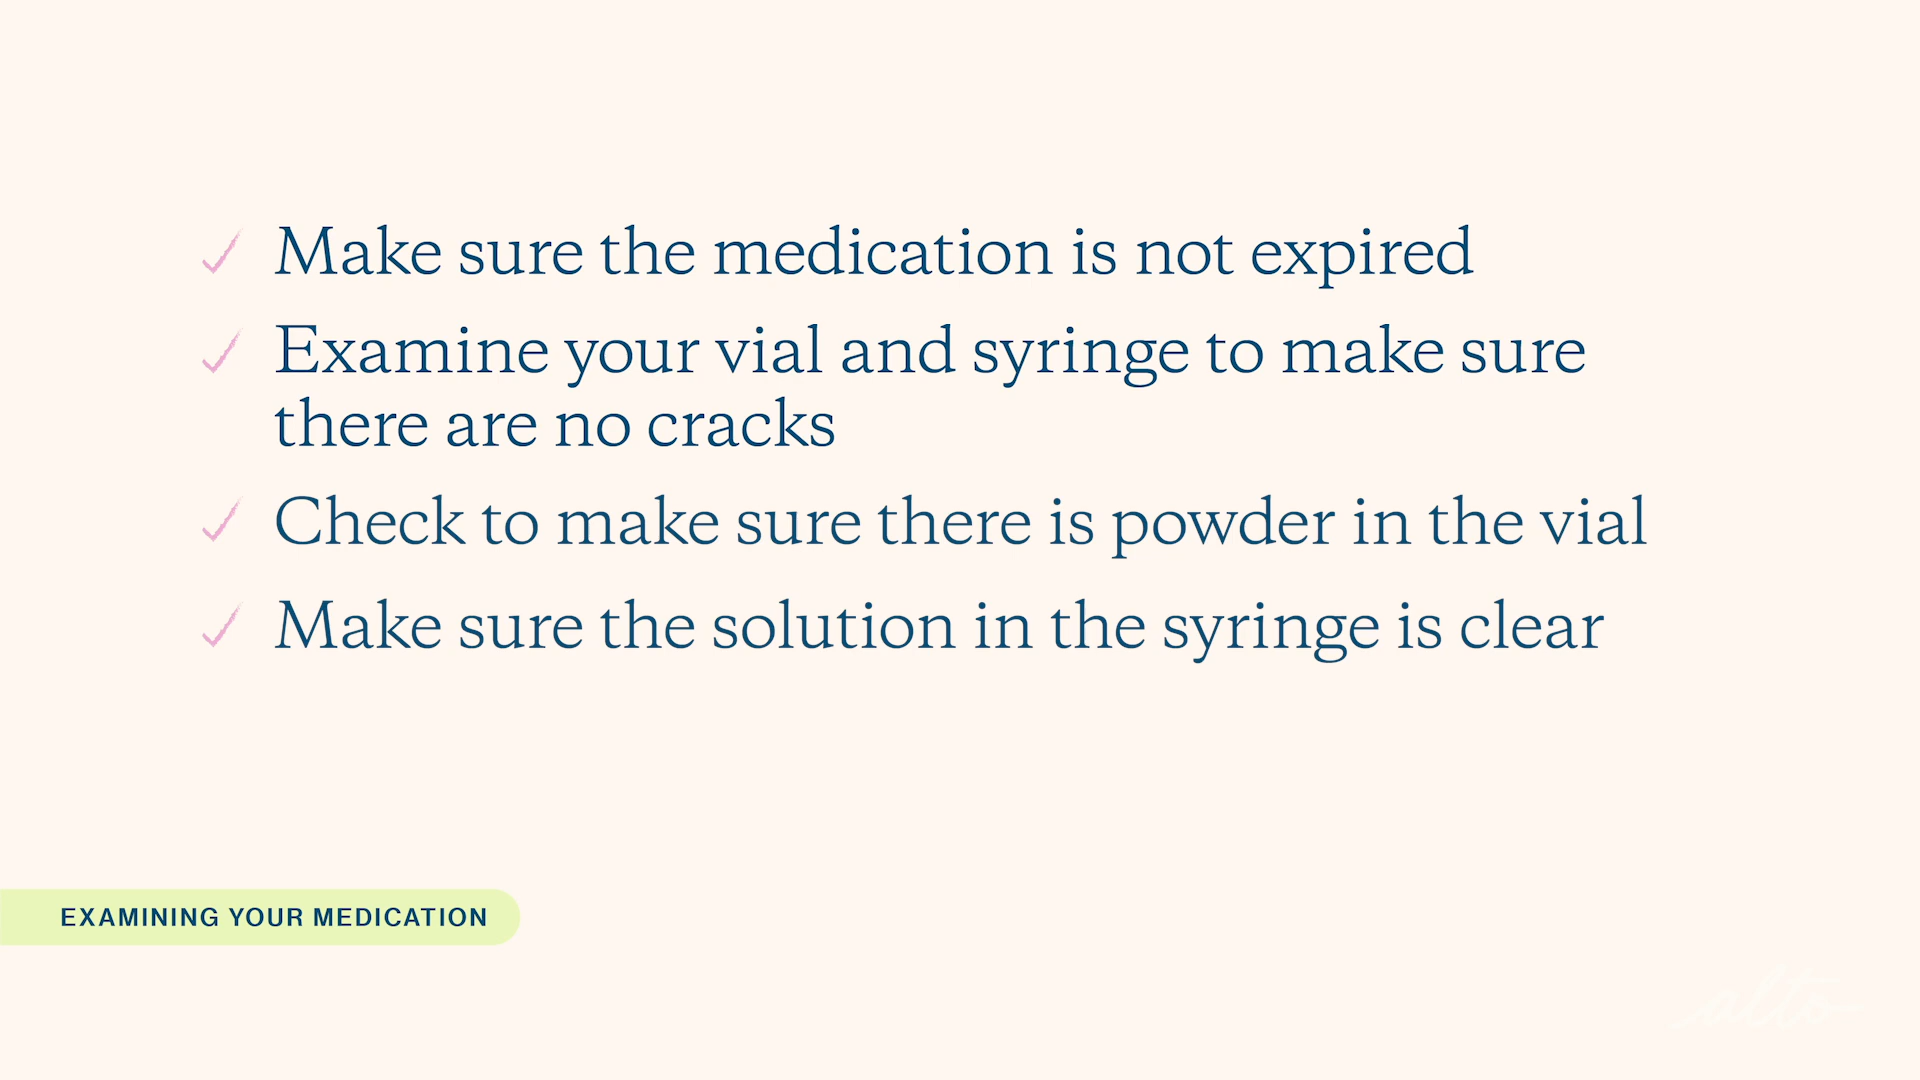 Make sure the medication is not expired
Examine your vial and syringe to make sure
there are no cracks
Check to make sure there is powder in the vial
Make sure the solution in the syringe is clear
EXAMINING YOUR MEDICATION
alto